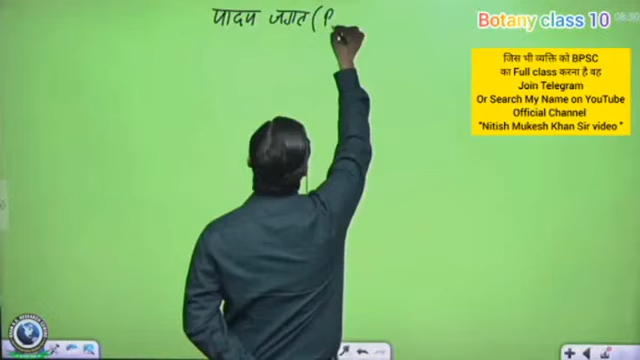 पादप जगत (P
Botany class 10
जिस भी व्यक्ति को BPSC
का Full class करना है वह
Join Telegram
Or Search My Name on YouTube
Official Channel
"Nitish Mukesh Khan Sir video "